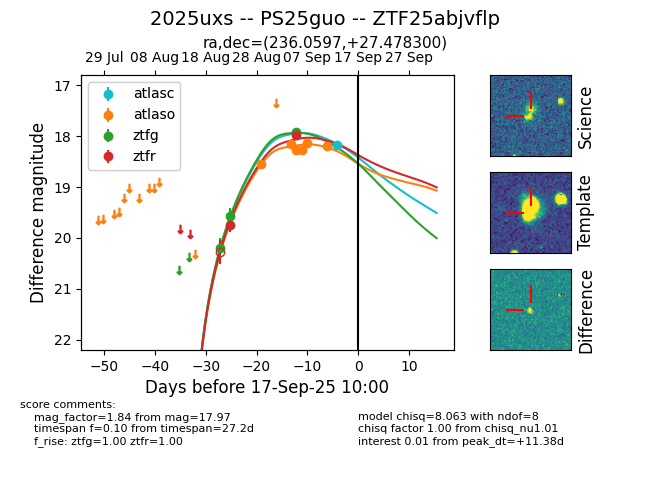 2025uxs -- PS25guo -- ZTF25abjvflp
ra,dec=(236.0597,+27.478300)
29 Jul 08 Aug 18 Aug 28 Aug 07 Sep 17 Sep 27 Sep
17
18
19
20
21
22
Difference magnitude
atlasc
atlaso
ztfg
ztfr
−50 −40 −30 −20 −10 0 10
Days before 17-Sep-25 10:00
Science
Template
Difference
score comments:
mag_factor=1.84 from mag=17.97
timespan f=0.10 from timespan=27.2d
f_rise: ztfg=1.00 ztfr=1.00
model chisq=8.063 with ndof=8
chisq factor 1.00 from chisq_nu1.01
interest 0.01 from peak_dt=+11.38d